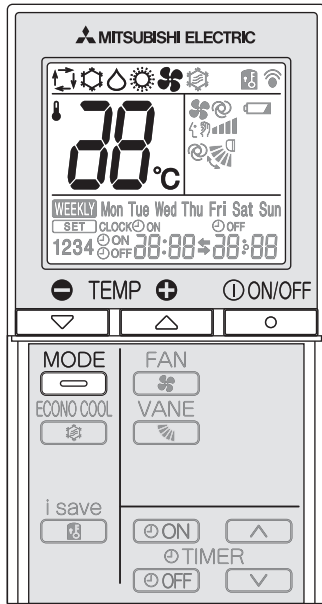 MITSUBISHI ELECTRIC
88°C
WEEKLY Mon Tue Wed Thu Fri Sat Sun
SET CLOCK ON OFF
1234 ON 88:88 88:88
OFF
TEMP ON/OFF
MODE FAN
ECONO COOL VANE
i save
ON
TIMER
OFF